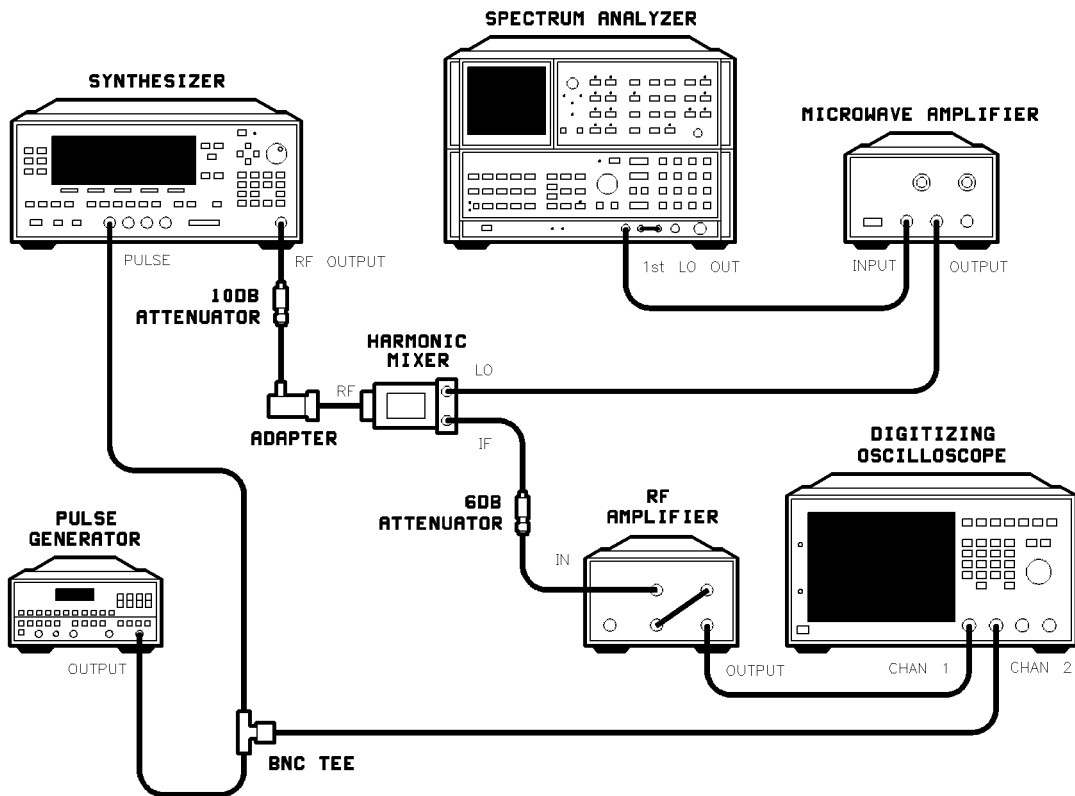 SPECTRUM ANALYZER
SYNTHESIZER
MICROWAVE AMPLIFIER
PULSE
RF OUTPUT
1st LO OUT
INPUT
OUTPUT
10DB
ATTENUATOR
HARMONIC
MIXER
LO
RF
ADAPTER
IF
DIGITIZING
OSCILLOSCOPE
6DB
ATTENUATOR
RF
AMPLIFIER
PULSE
GENERATOR
IN
OUTPUT
OUTPUT
CHAN 1
CHAN 2
BNC TEE